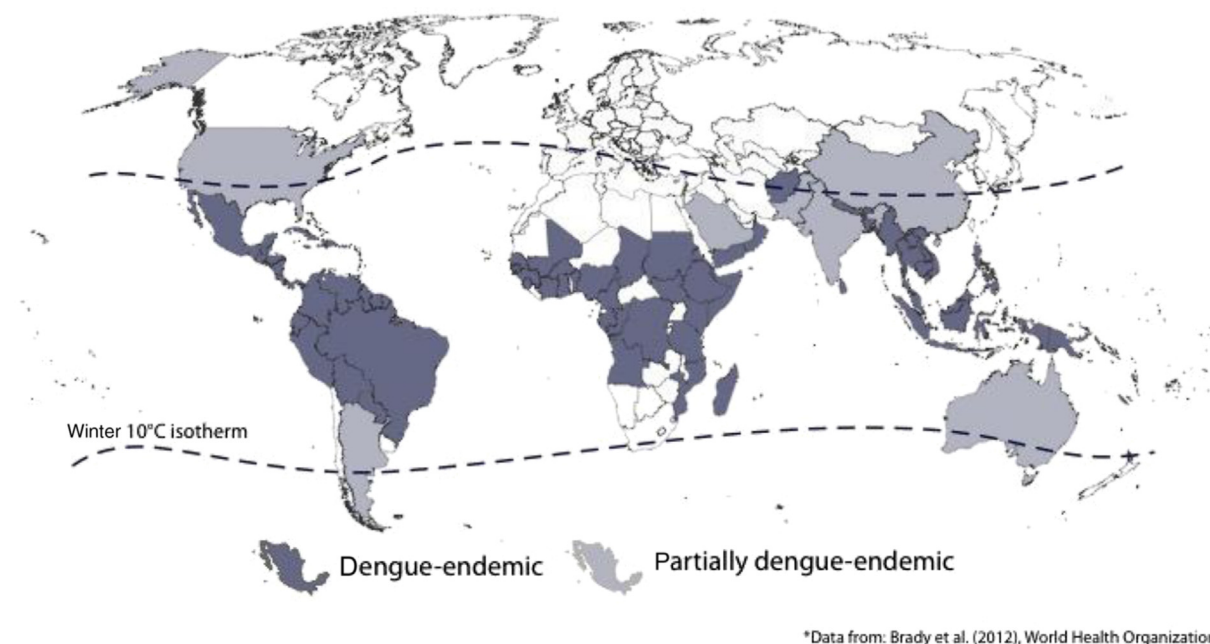 Winter 10°C isotherm
Dengue-endemic
Partially dengue-endemic
*Data from: Brady et al. (2012), World Health Organization